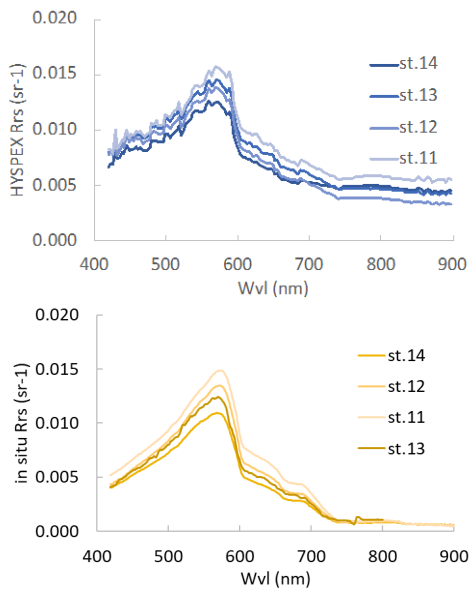 HYSPEX Rrs (sr-1)
0.020
0.015
0.010
0.005
0.000
400 500 600 700 800 900
Wvl (nm)
st.14
st.13
st.12
st.11
in situ Rrs (sr-1)
0.020
0.015
0.010
0.005
0.000
400 500 600 700 800 900
Wvl (nm)
st.14
st.12
st.11
st.13